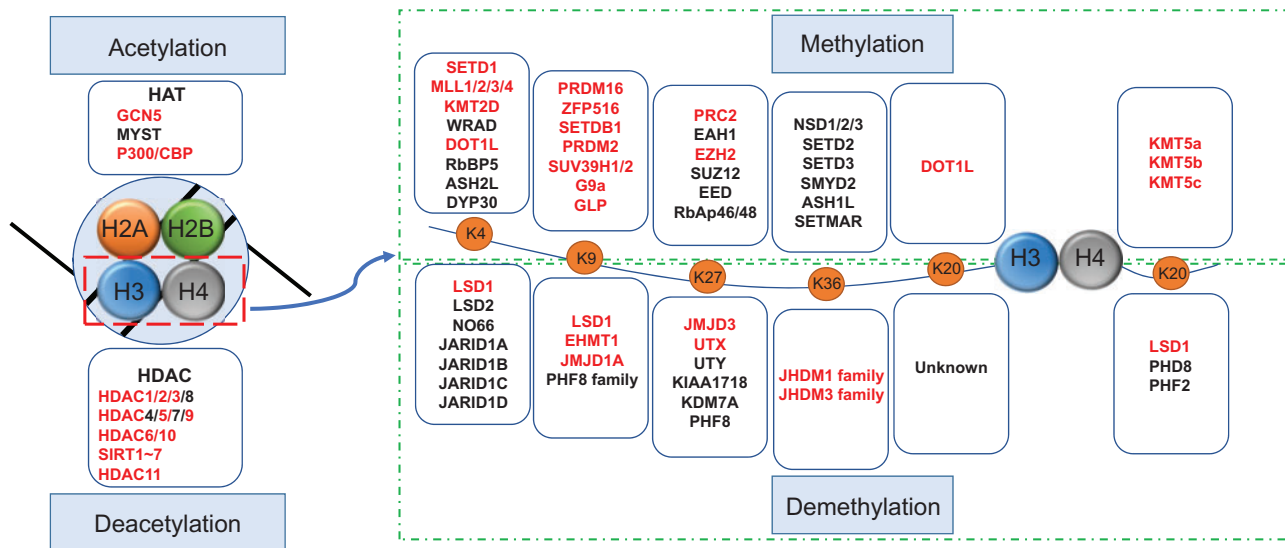 Acetylation
HAT
GCN5
MYST
P300/CBP
H2A
H2B
H3
H4
HDAC
HDAC1/2/3/8
HDAC4/5/7/9
HDAC6/10
SIRT1~7
HDAC11
Deacetylation
Methylation
SETD1
MLL1/2/3/4
KMT2D
WRAD
DOT1L
RbBP5
ASH2L
DYP30
PRDM16
ZFP516
SETDB1
PRDM2
SUV39H1/2
G9a
GLP
PRC2
EAH1
EZH2
SUZ12
EED
RbAp46/48
NSD1/2/3
SETD2
SETD3
SMYD2
ASH1L
SETMAR
DOT1L
KMT5a
KMT5b
KMT5c
K4
K9
K27
K36
K20
H3
H4
K20
LSD1
LSD2
NO66
JARID1A
JARID1B
JARID1C
JARID1D
LSD1
EHMT1
JMJD1A
PHF8 family
JMJD3
UTX
UTY
KIAA1718
KDM7A
PHF8
JHDM1 family
JHDM3 family
Unknown
LSD1
PHD8
PHF2
Demethylation